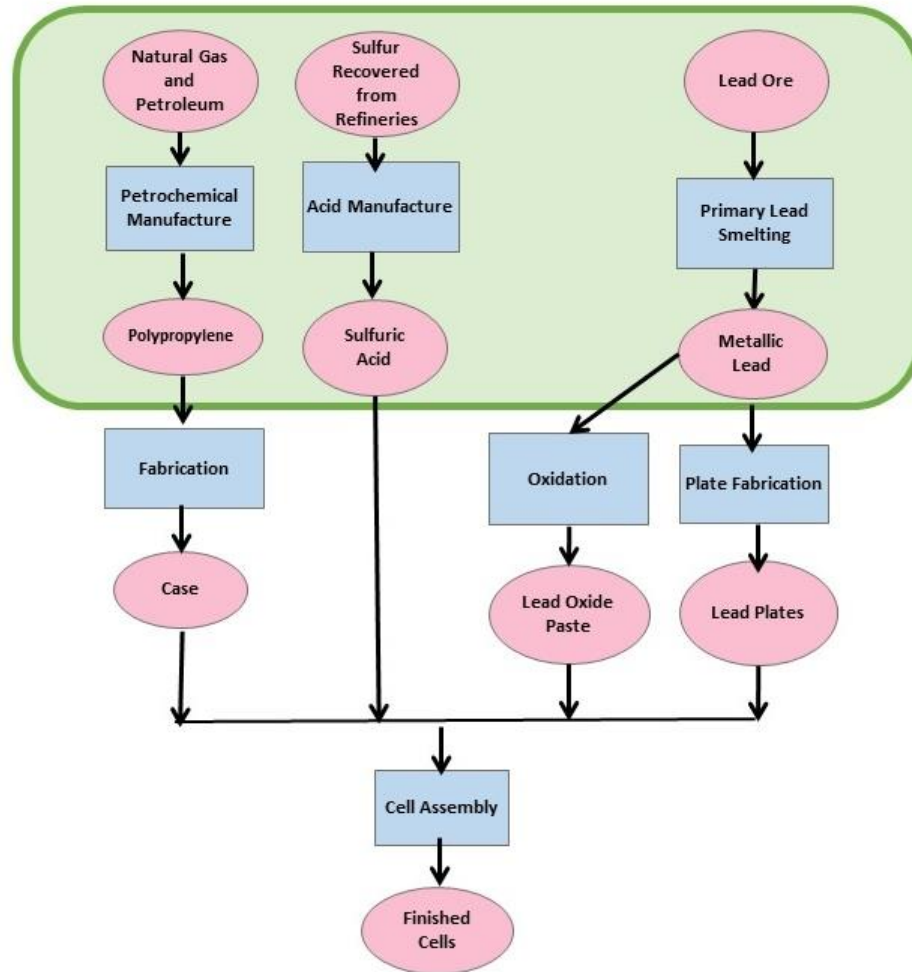 Natural Gas
and
Petroleum
Sulfur
Recovered
from
Refineries
Lead Ore
Petrochemical
Manufacture
Acid Manufacture
Primary Lead
Smelting
Polypropylene
Sulfuric
Acid
Metallic
Lead
Fabrication
Oxidation
Plate Fabrication
Case
Lead Oxide
Paste
Lead Plates
Cell Assembly
Finished
Cells